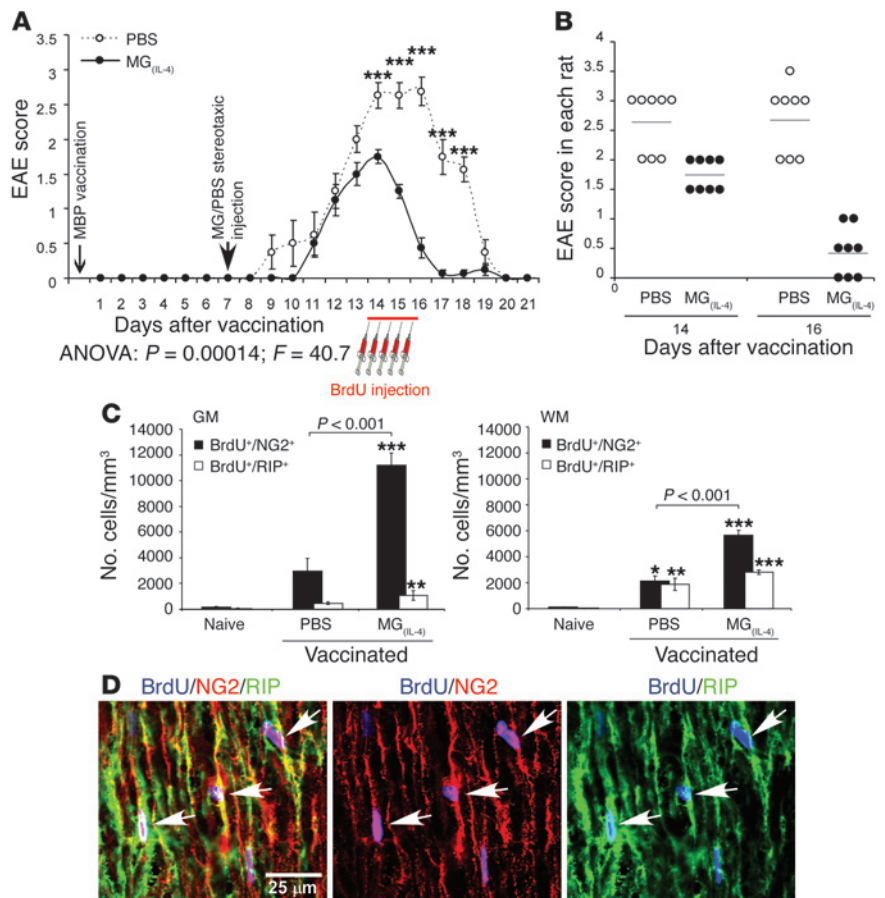 A
PBS
MG(IL-4)
EAE score
3.5
3
2.5
2
1.5
1
0.5
0
MBP vaccination
MG/PBS stereotaxic
injection
***
***
***
***
***
1 2 3 4 5 6 7 8 9 10 11 12 13 14 15 16 17 18 19 20 21
Days after vaccination
ANOVA: P = 0.00014; F = 40.7
BrdU injection
B
EAE score in each rat
4
3.5
3
2.5
2
1.5
1
0.5
0
0
PBS MG(IL-4) PBS MG(IL-4)
14 16
Days after vaccination
C
GM
P < 0.001
BrdU+/NG2+
BrdU+/RIP+
No. cells/mm³
14000
12000
10000
8000
6000
4000
2000
0
***
**
Naive PBS MG(IL-4)
Vaccinated
WM
BrdU+/NG2+
BrdU+/RIP+
P < 0.001
No. cells/mm³
14000
12000
10000
8000
6000
4000
2000
0
* ** *** ***
Naive PBS MG(IL-4)
Vaccinated
D
BrdU/NG2/RIP
BrdU/NG2
BrdU/RIP
25 μm